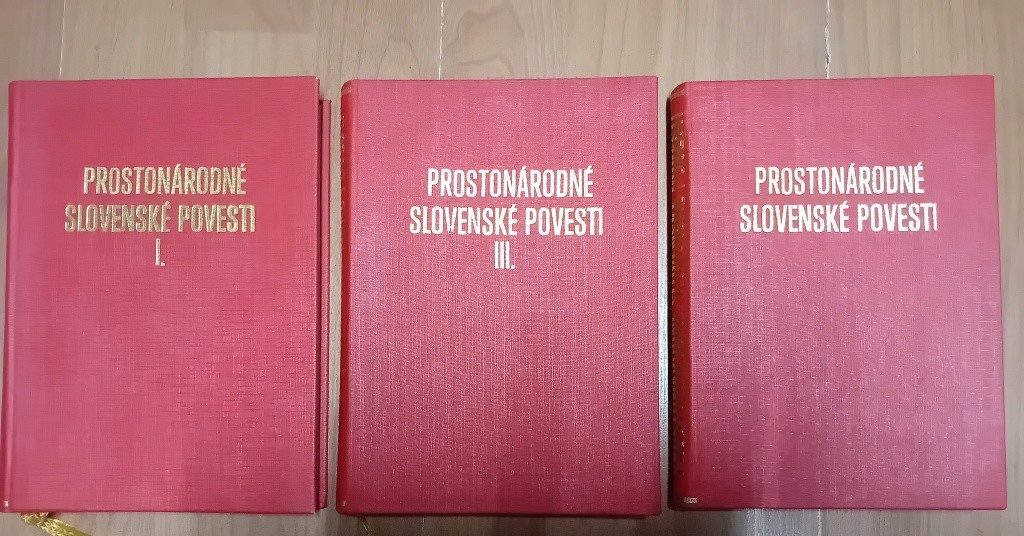 PROSTONÁRODNÉ
SLOVENSKÉ POVESTI
I.
PROSTONÁRODNÉ
SLOVENSKÉ POVESTI
III.
PROSTONÁRODNÉ
SLOVENSKÉ POVESTI